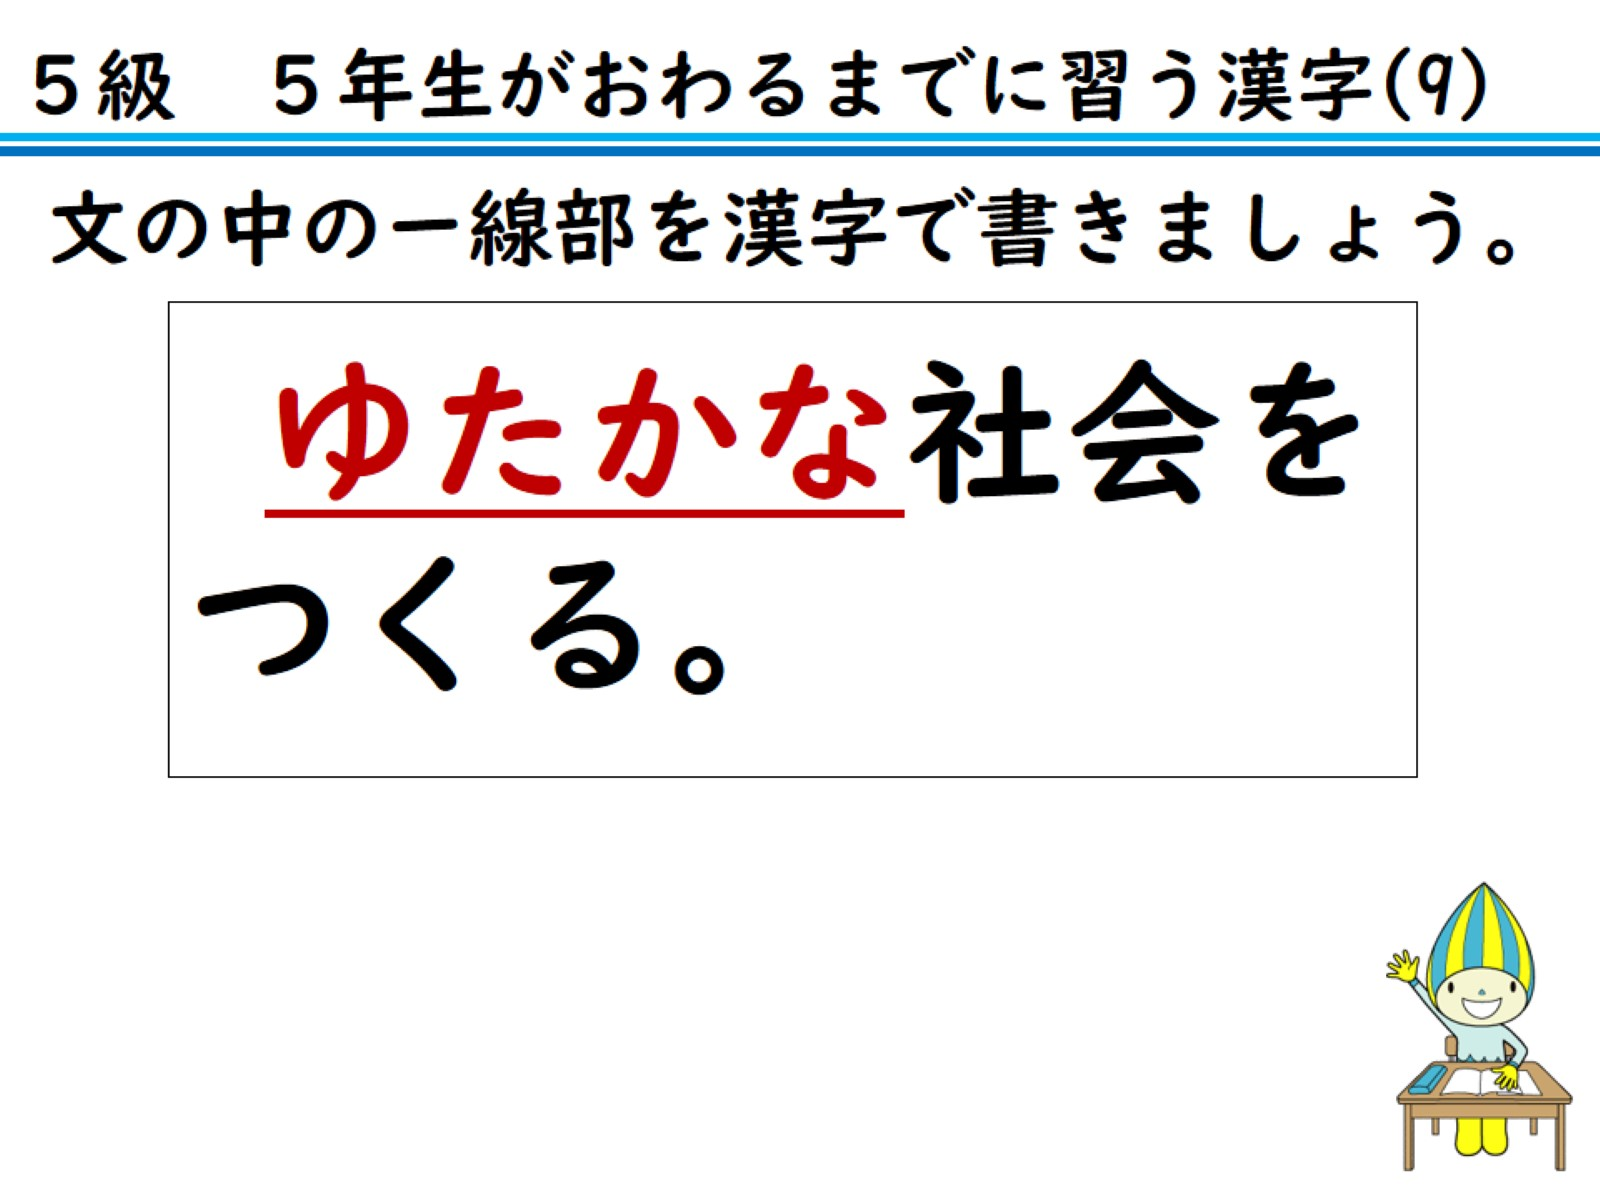 5級　5年生がおわるまでに習う漢字(9)
文の中の一線部を漢字で書きましょう。
ゆたかな社会を
つくる。